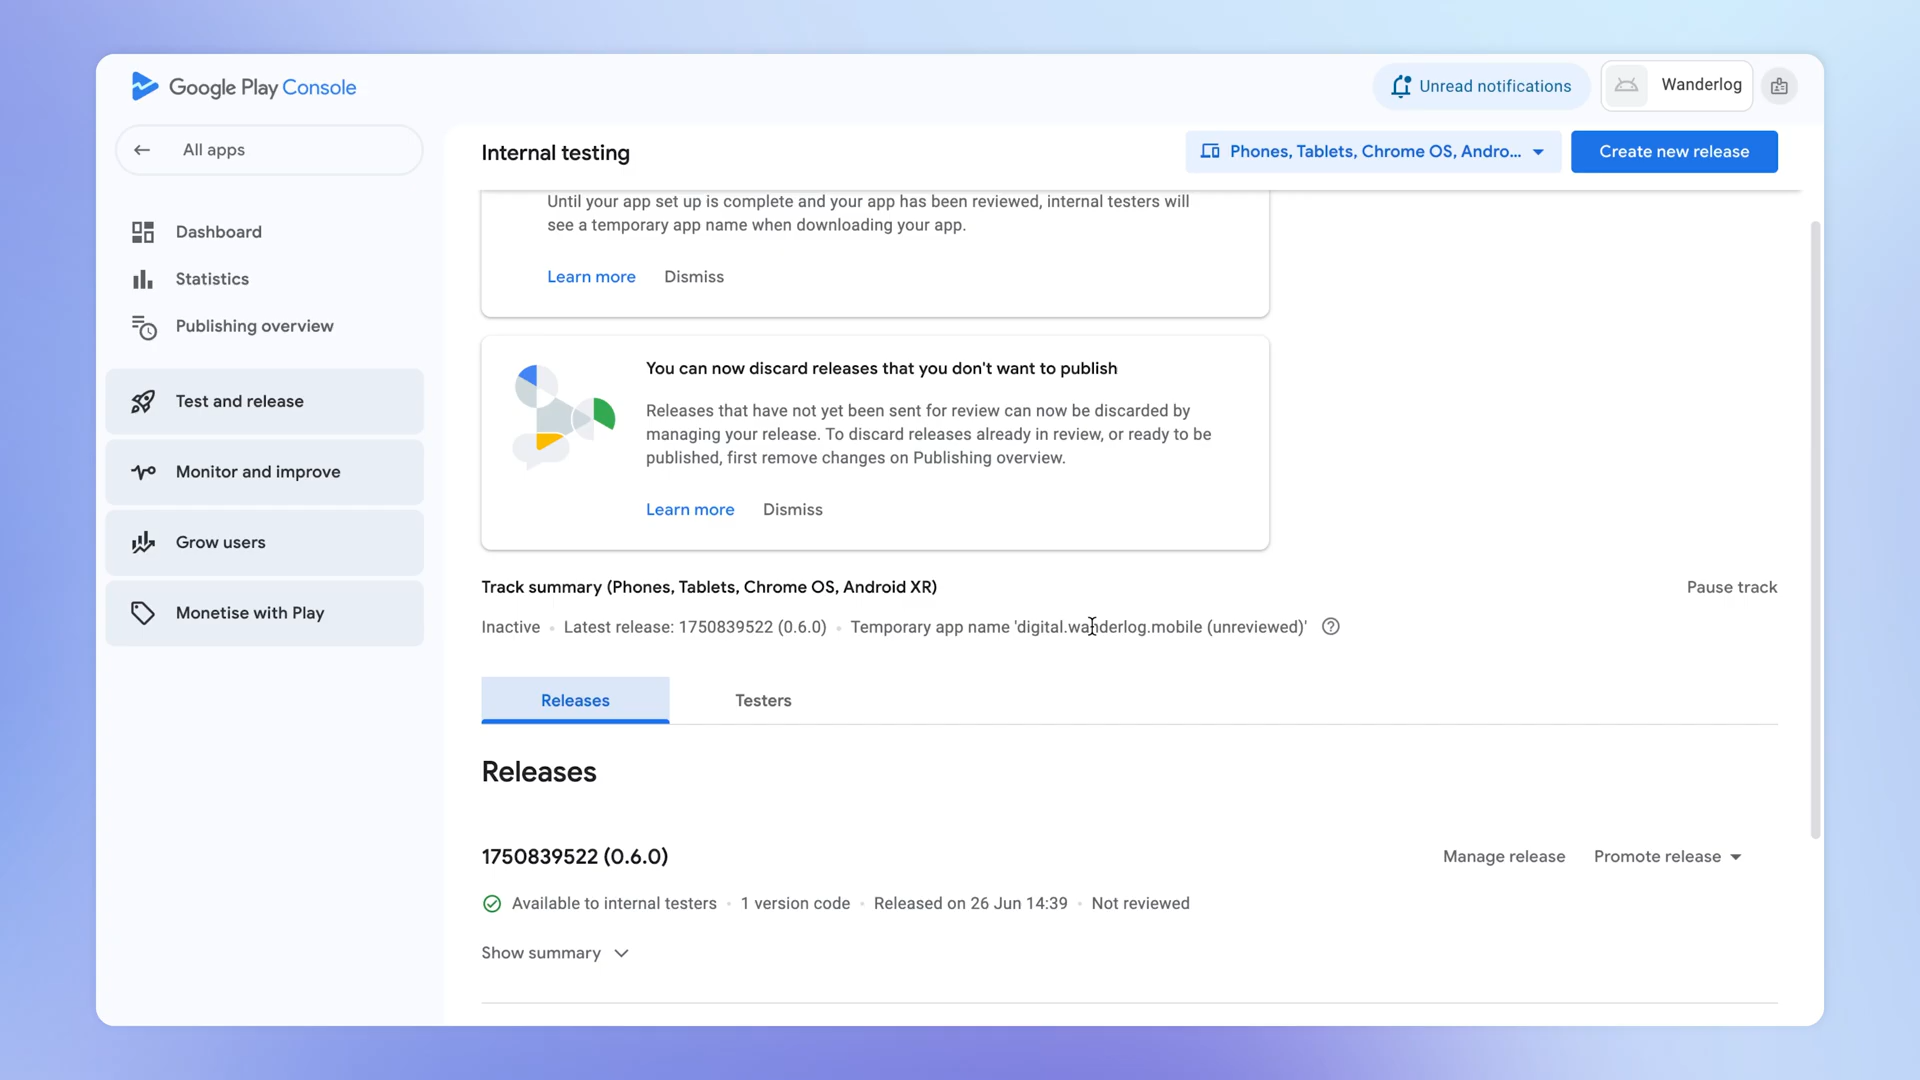 Google Play Console
Unread notifications
Wanderlog
All apps
Internal testing
Phones, Tablets, Chrome OS, Andro...
Create new release
Dashboard
Statistics
Publishing overview
Test and release
Monitor and improve
Grow users
Monetise with Play
Until your app set up is complete and your app has been reviewed, internal testers will
see a temporary app name when downloading your app.
Learn more Dismiss
You can now discard releases that you don't want to publish
Releases that have not yet been sent for review can now be discarded by
managing your release. To discard releases already in review, or ready to be
published, first remove changes on Publishing overview.
Learn more Dismiss
Track summary (Phones, Tablets, Chrome OS, Android XR)
Pause track
Inactive • Latest release: 1750839522 (0.6.0) • Temporary app name 'digital.wanderlog.mobile (unreviewed)'
Releases Testers
Releases
1750839522 (0.6.0)
Manage release Promote release
Available to internal testers • 1 version code • Released on 26 Jun 14:39 • Not reviewed
Show summary